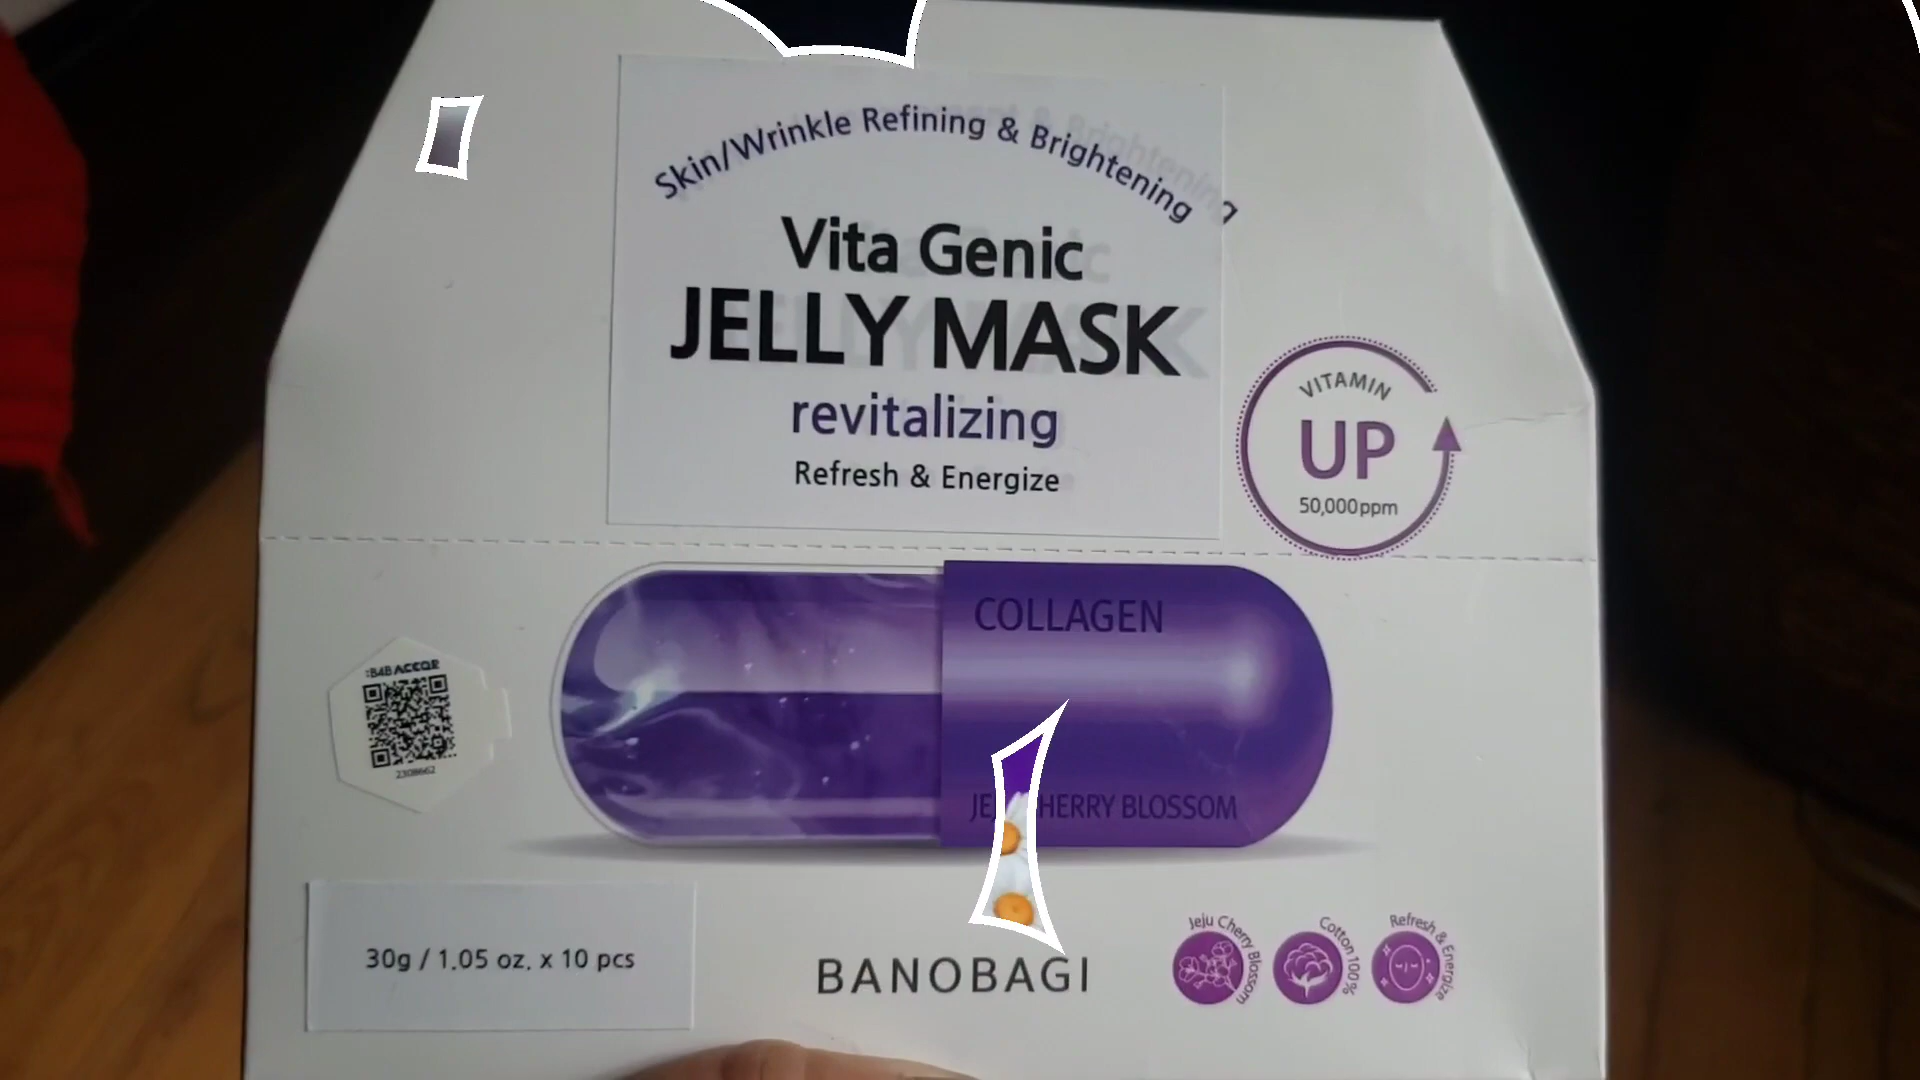 Skin/Wrinkle Refining & Brightening
Vita Genic
JELLY MASK
revitalizing
Refresh & Energize
VITAMIN
UP
50,000ppm
COLLAGEN
HERRY BLOSSOM
2308662
30g / 1.05 oz. x 10 pcs
BANOBAGI
Jeju Cherry Blossom
Cotton 100%
Refresh & Energize